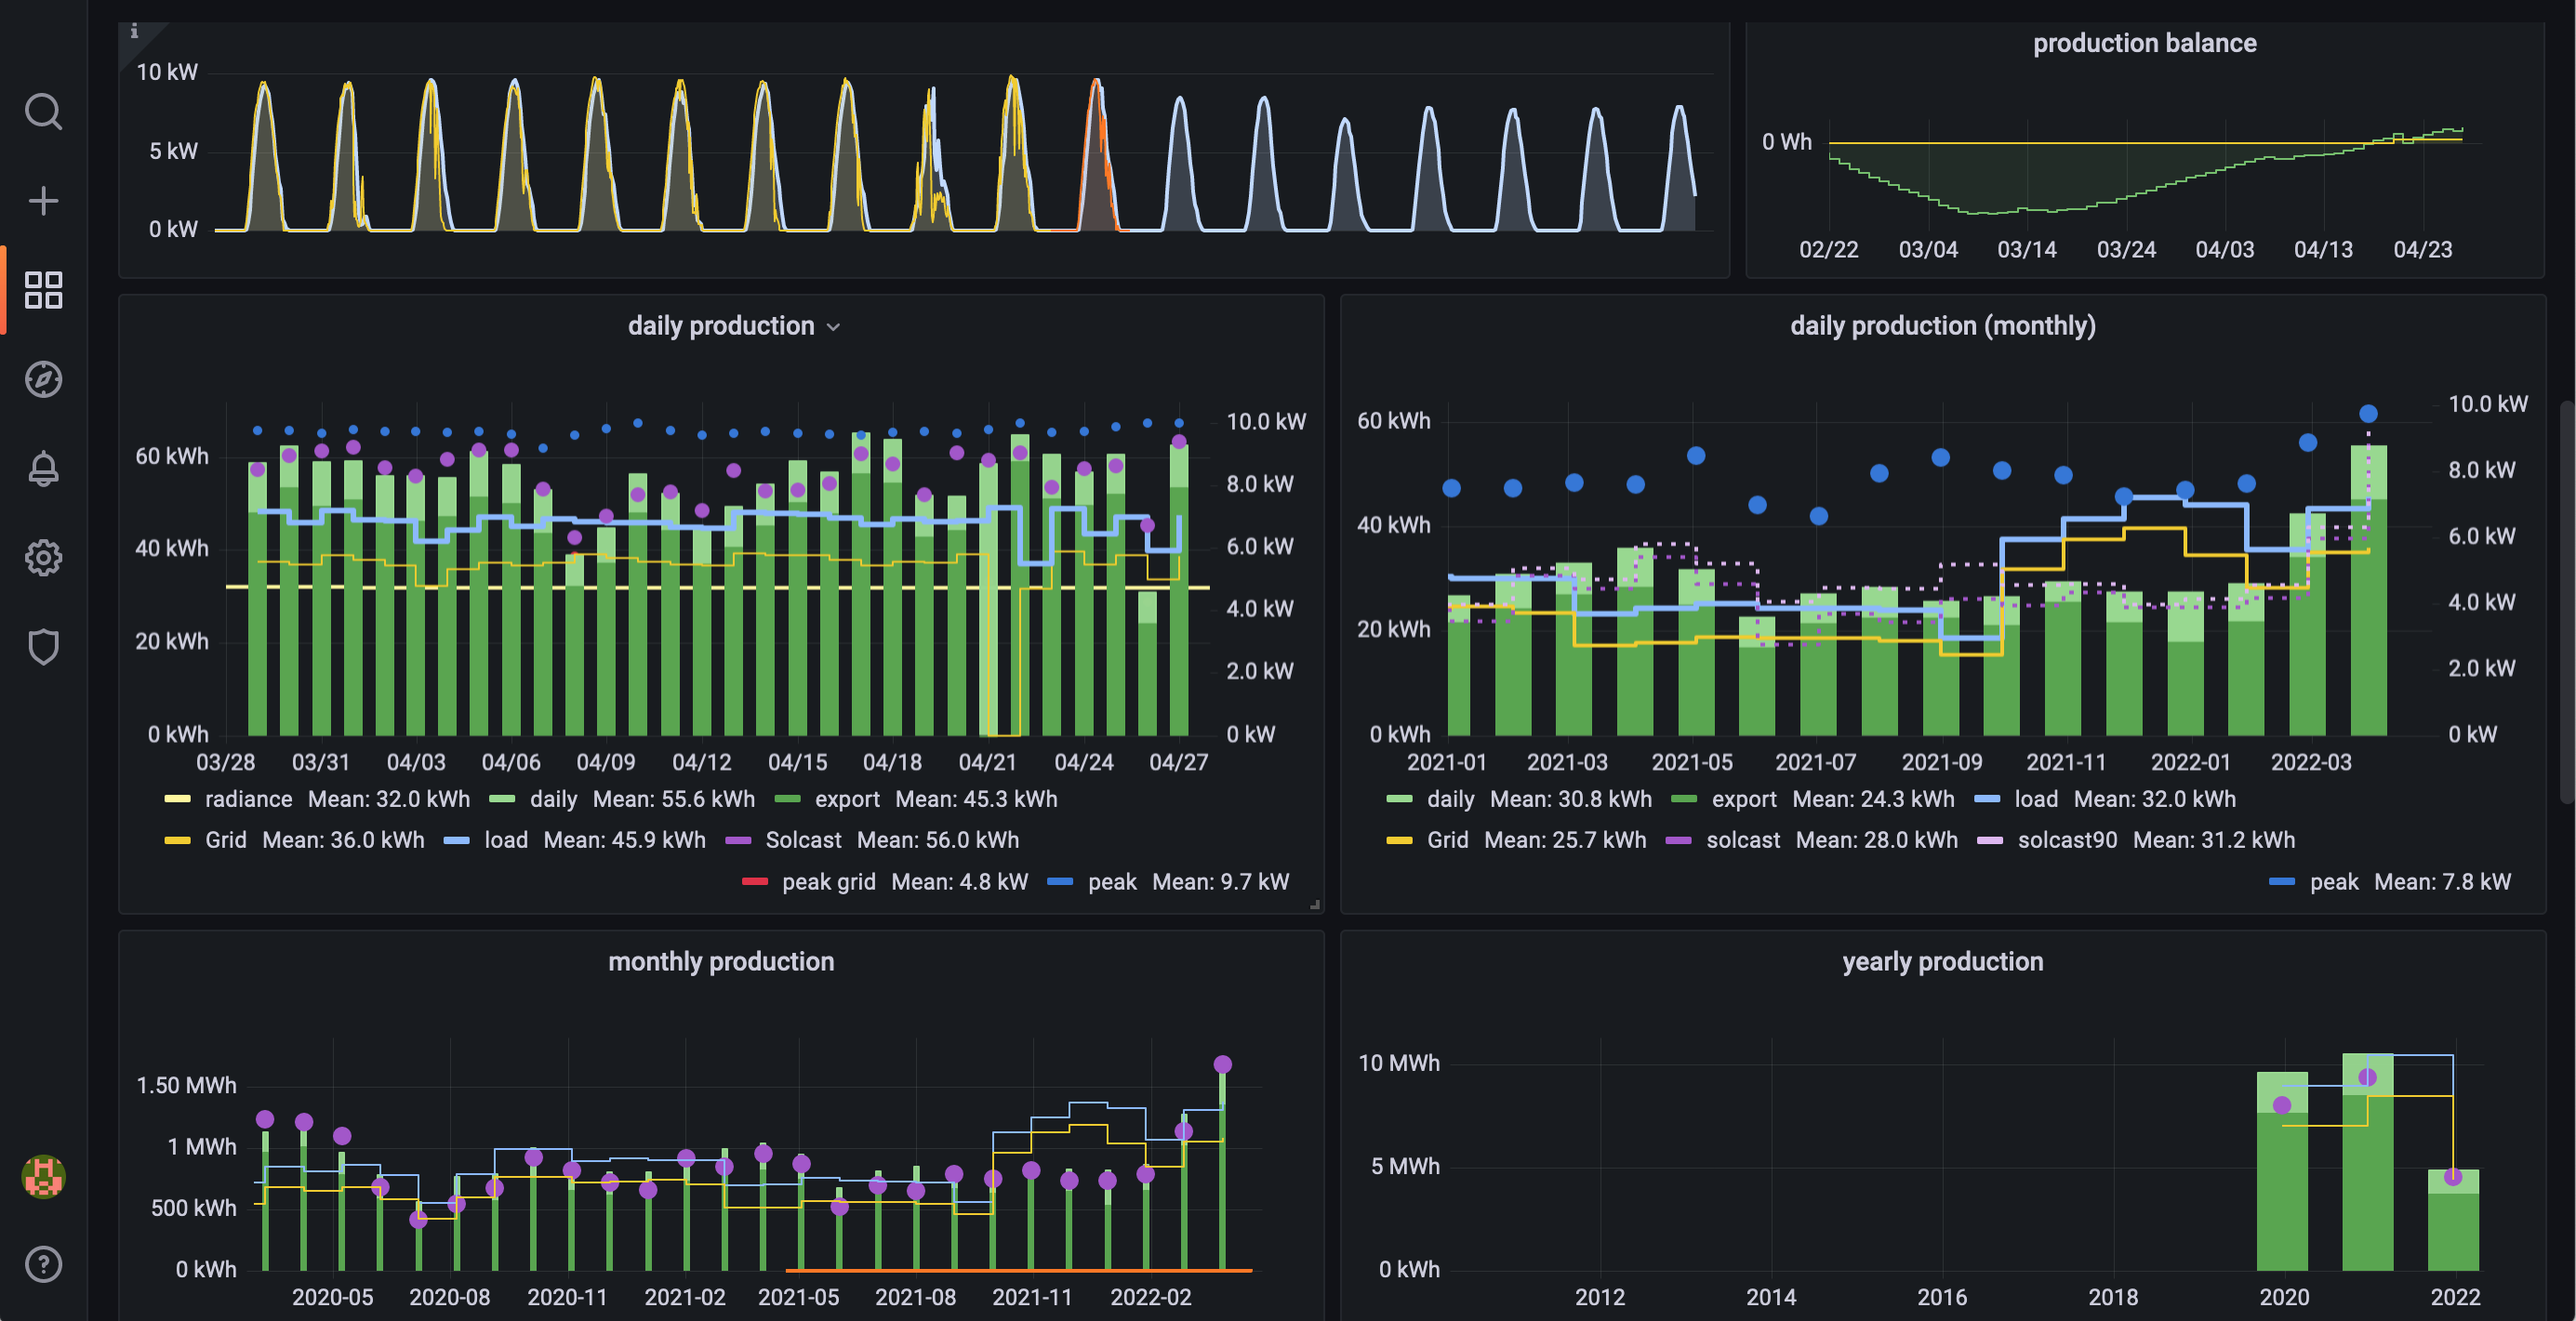 i
10 kW
5 kW
0 kW
production balance
0 Wh
02/22 03/04 03/14 03/24 04/03 04/13 04/23
daily production
60 kWh
40 kWh
20 kWh
0 kWh
10.0 kW
8.0 kW
6.0 kW
4.0 kW
2.0 kW
0 kW
03/28 03/31 04/03 04/06 04/09 04/12 04/15 04/18 04/21 04/24 04/27
radiance Mean: 32.0 kWh daily Mean: 55.6 kWh export Mean: 45.3 kWh
Grid Mean: 36.0 kWh load Mean: 45.9 kWh Solcast Mean: 56.0 kWh
peak grid Mean: 4.8 kW peak Mean: 9.7 kW
daily production (monthly)
60 kWh
40 kWh
20 kWh
0 kWh
10.0 kW
8.0 kW
6.0 kW
4.0 kW
2.0 kW
0 kW
2021-01 2021-03 2021-05 2021-07 2021-09 2021-11 2022-01 2022-03
daily Mean: 30.8 kWh export Mean: 24.3 kWh load Mean: 32.0 kWh
Grid Mean: 25.7 kWh solcast Mean: 28.0 kWh solcast90 Mean: 31.2 kWh
peak Mean: 7.8 kW
monthly production
1.50 MWh
1 MWh
500 kWh
0 kWh
2020-05 2020-08 2020-11 2021-02 2021-05 2021-08 2021-11 2022-02
yearly production
10 MWh
5 MWh
0 kWh
2012 2014 2016 2018 2020 2022